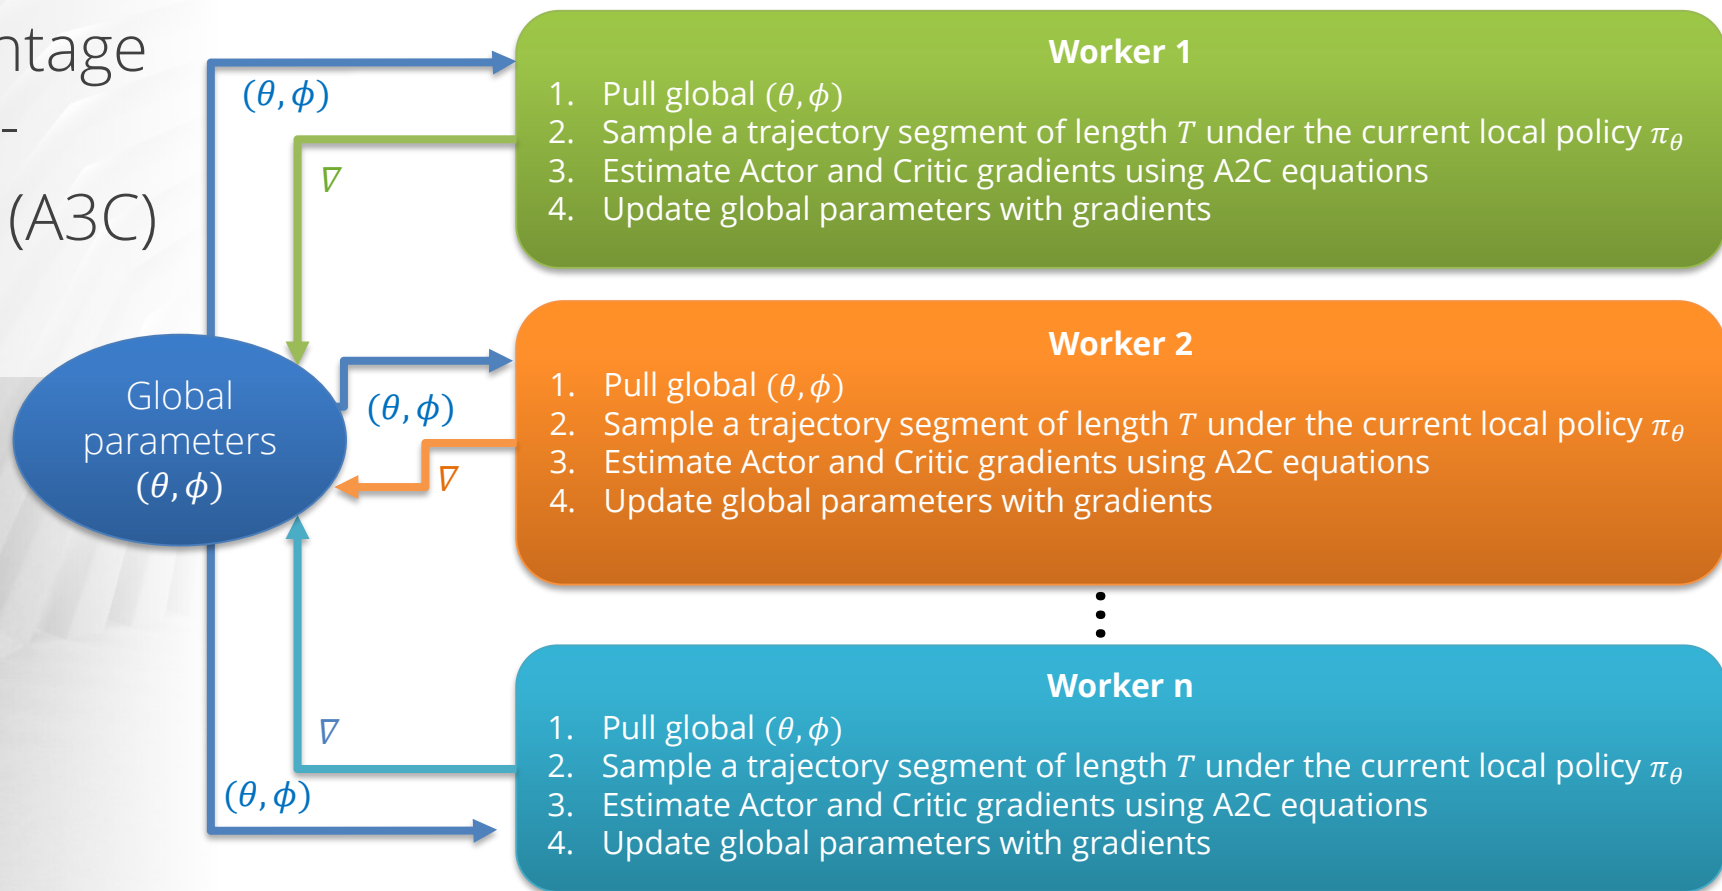 ntage
-
(A3C)
(θ, ϕ)
∇
Global
parameters
(θ, ϕ)
(θ, ϕ)
∇
∇
(θ, ϕ)
Worker 1
1. Pull global (θ, ϕ)
2. Sample a trajectory segment of length T under the current local policy π_θ
3. Estimate Actor and Critic gradients using A2C equations
4. Update global parameters with gradients
Worker 2
1. Pull global (θ, ϕ)
2. Sample a trajectory segment of length T under the current local policy π_θ
3. Estimate Actor and Critic gradients using A2C equations
4. Update global parameters with gradients
⋮
Worker n
1. Pull global (θ, ϕ)
2. Sample a trajectory segment of length T under the current local policy π_θ
3. Estimate Actor and Critic gradients using A2C equations
4. Update global parameters with gradients